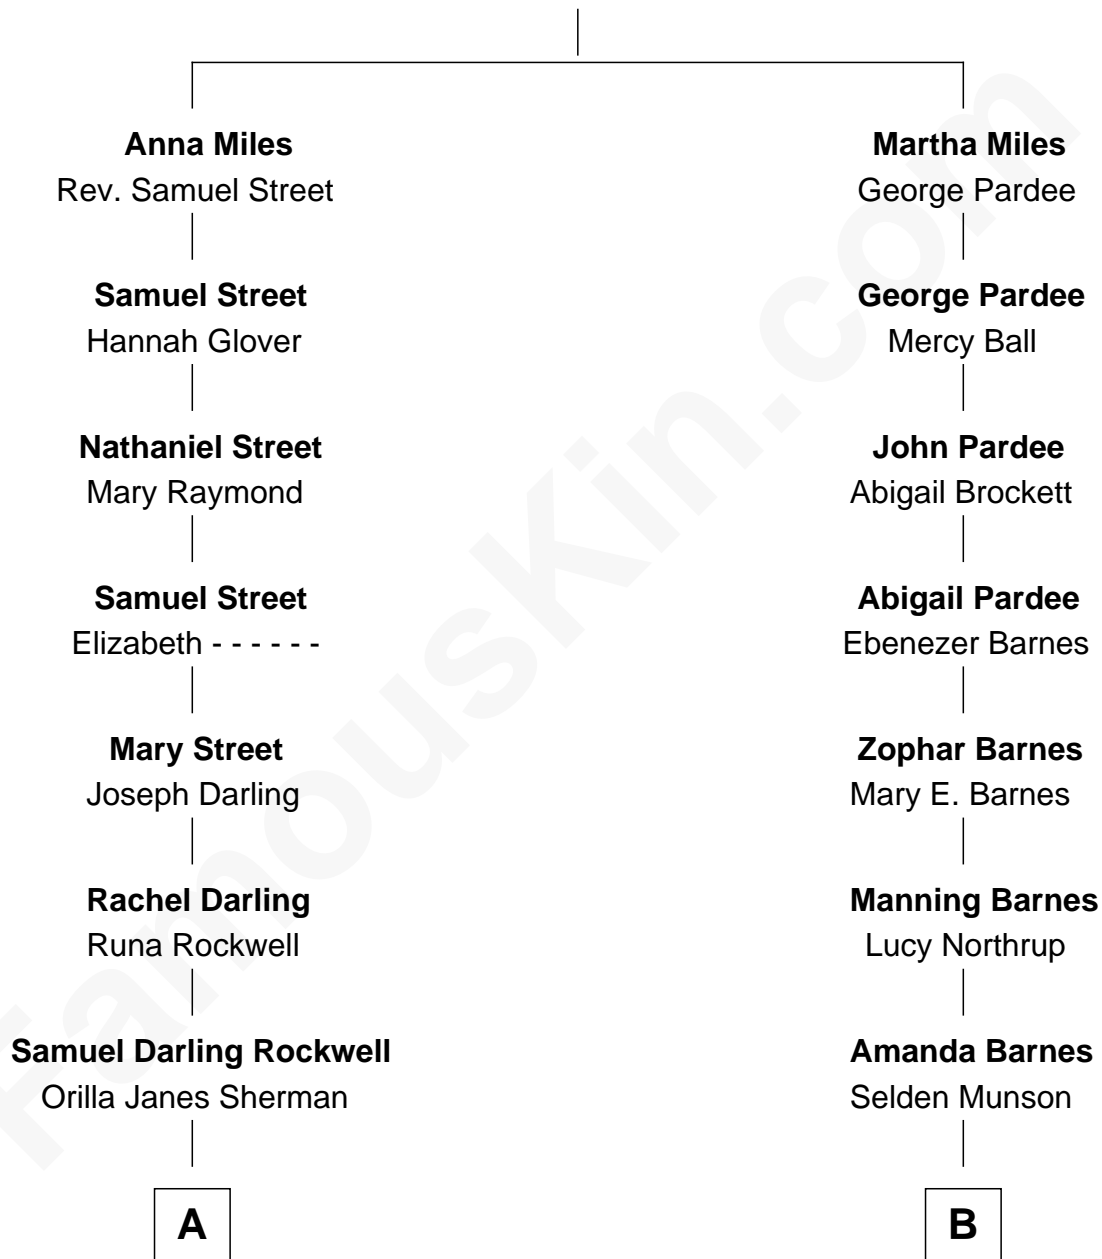 Anna Miles
Rev. Samuel Street
Samuel Street
Hannah Glover
Nathaniel Street
Mary Raymond
Samuel Street
Elizabeth - - - - - -
Mary Street
Joseph Darling
Rachel Darling
Runa Rockwell
Samuel Darling Rockwell
Orilla Janes Sherman
A
Martha Miles
George Pardee
George Pardee
Mercy Ball
John Pardee
Abigail Brockett
Abigail Pardee
Ebenezer Barnes
Zophar Barnes
Mary E. Barnes
Manning Barnes
Lucy Northrup
Amanda Barnes
Selden Munson
B
FamousKin.com